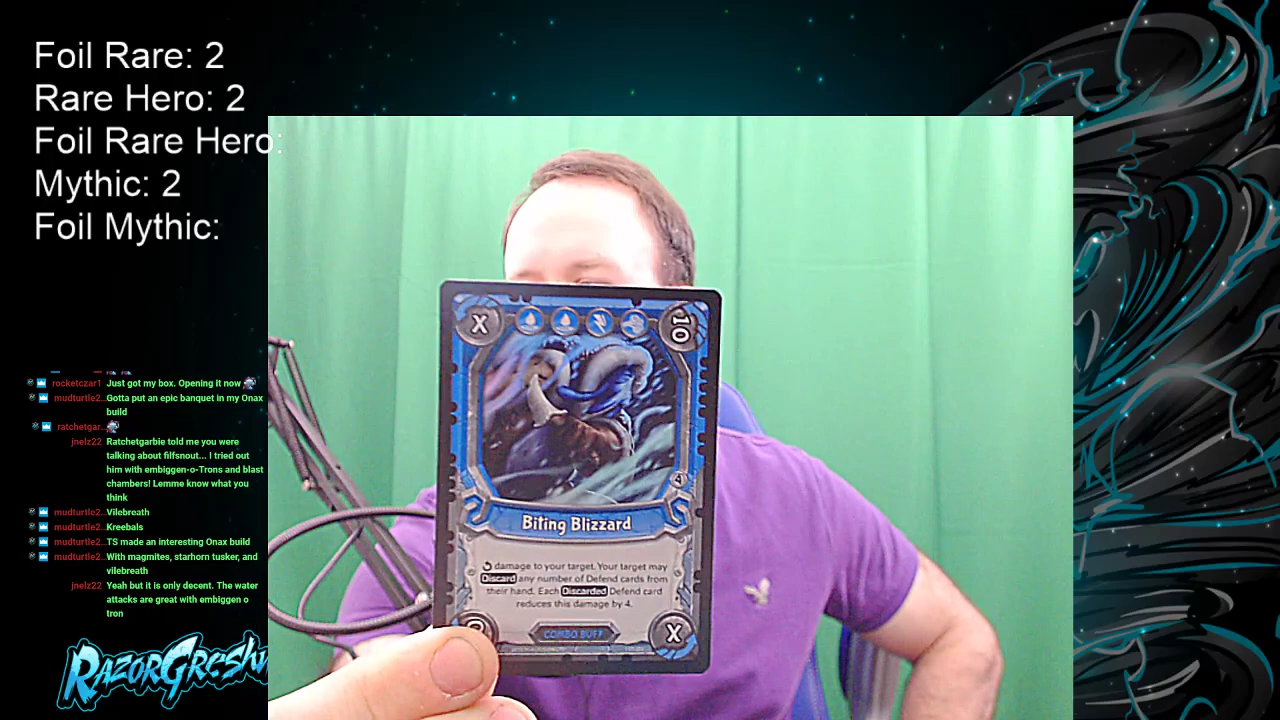 Foil Rare: 2
Rare Hero: 2
Foil Rare Hero:
Mythic: 2
Foil Mythic:
rocketczar1 Just got my box. Opening it now
mudturtle2.. Gotta put an epic banquet in my Onax
build
ratchetgar..
jnelz22 Ratchetgarbie told me you were
talking about filfsnout... I tried out
him with embiggen-o-Trons and blast
chambers! Lemme know what you
think
mudturtle2.. Vilebreath
mudturtle2.. Kreebals
mudturtle2.. TS made an interesting Onax build
mudturtle2.. With magmites, starhorn tusker, and
vilebreath
jnelz22 Yeah but it is only decent. The water
attacks are great with embiggen o
tron
X
10
4
Biting Blizzard
damage to your target. Your target may
Discard any number of Defend cards from
their hand. Each Discarded Defend card
reduces this damage by 4.
COMBO BUFF
X